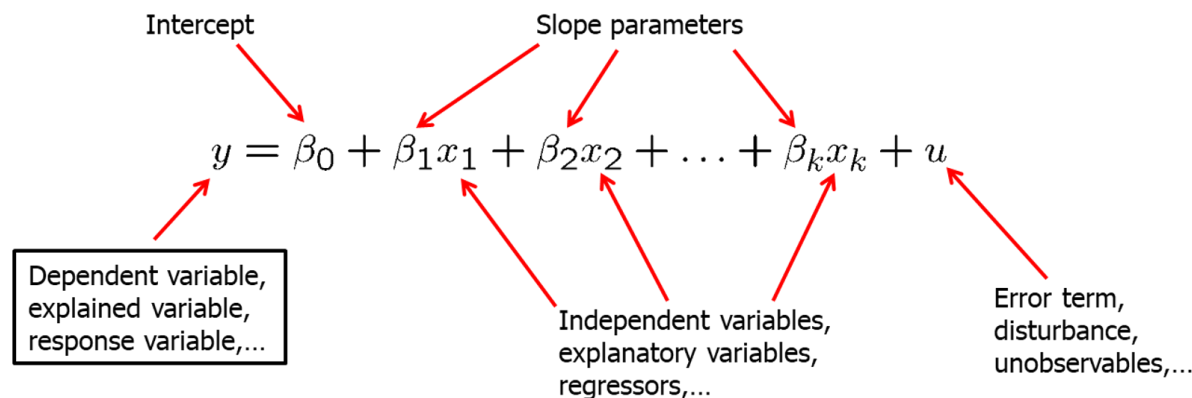 Intercept
Slope parameters
y = β₀ + β₁x₁ + β₂x₂ + … + βₖxₖ + u
Dependent variable,
explained variable,
response variable,…
Independent variables,
explanatory variables,
regressors,…
Error term,
disturbance,
unobservables,…